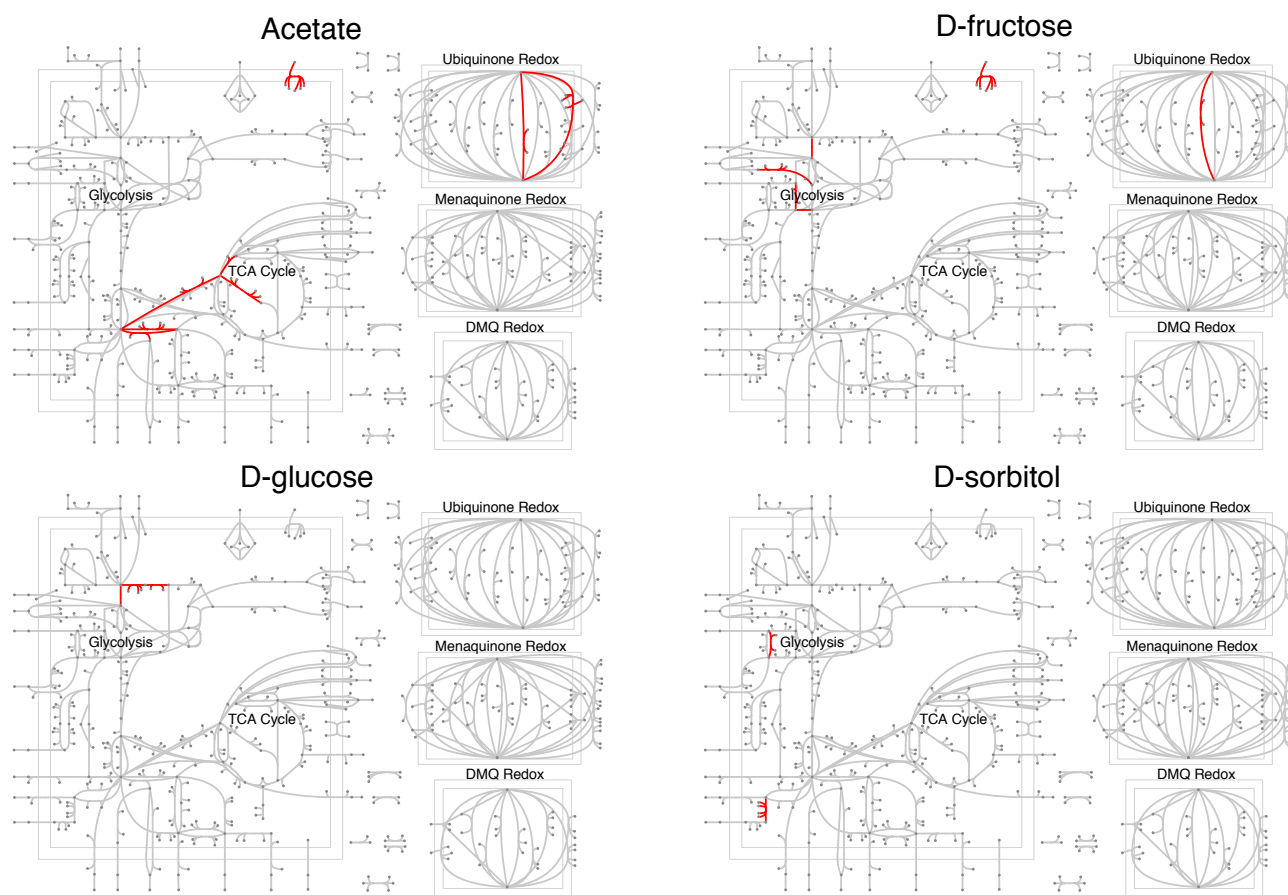 Acetate
Ubiquinone Redox
Glycolysis
Menaquinone Redox
TCA Cycle
DMQ Redox
D-fructose
Ubiquinone Redox
Glycolysis
Menaquinone Redox
TCA Cycle
DMQ Redox
D-glucose
Ubiquinone Redox
Glycolysis
Menaquinone Redox
TCA Cycle
DMQ Redox
D-sorbitol
Ubiquinone Redox
Glycolysis
Menaquinone Redox
TCA Cycle
DMQ Redox